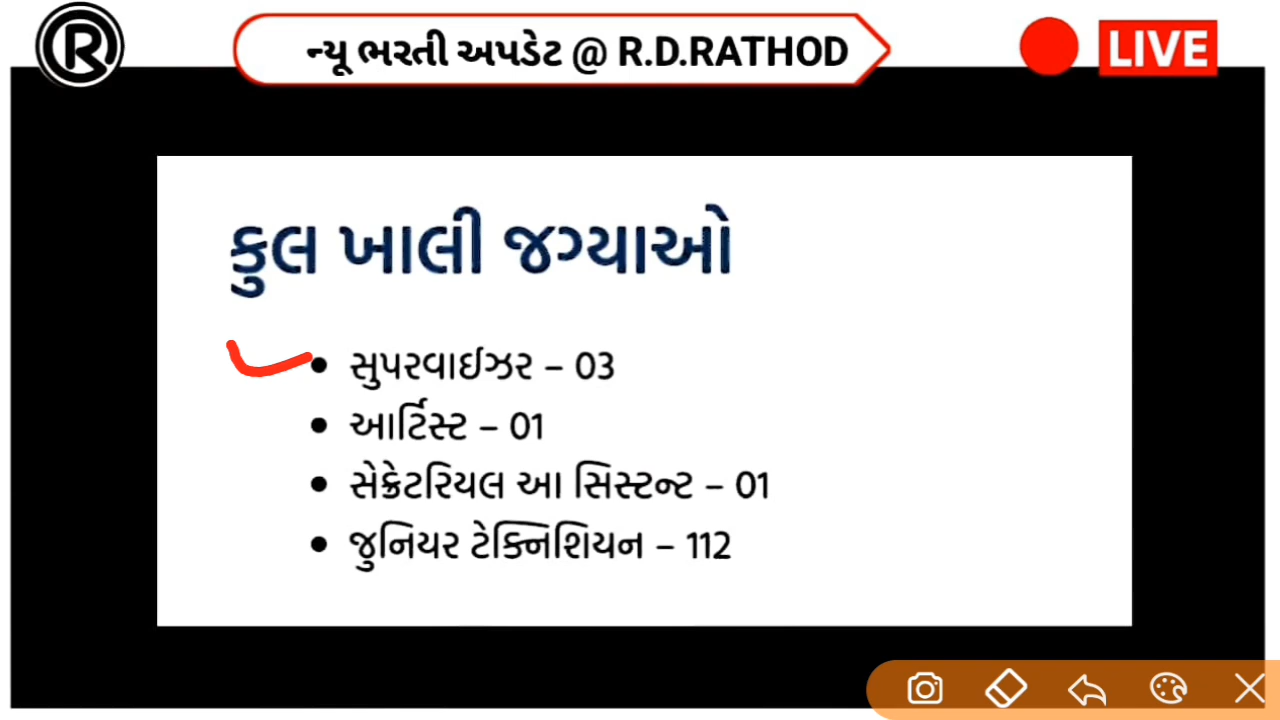 R
ન્યૂ ભરતી અપડેટ @ R.D.RATHOD
LIVE
કુલ ખાલી જગ્યાઓ
સુપરવાઈઝર – 03
આર્ટિસ્ટ – 01
સેક્રેટરિયલ આ સિસ્ટન્ટ – 01
જુનિયર ટેક્નિશિયન – 112